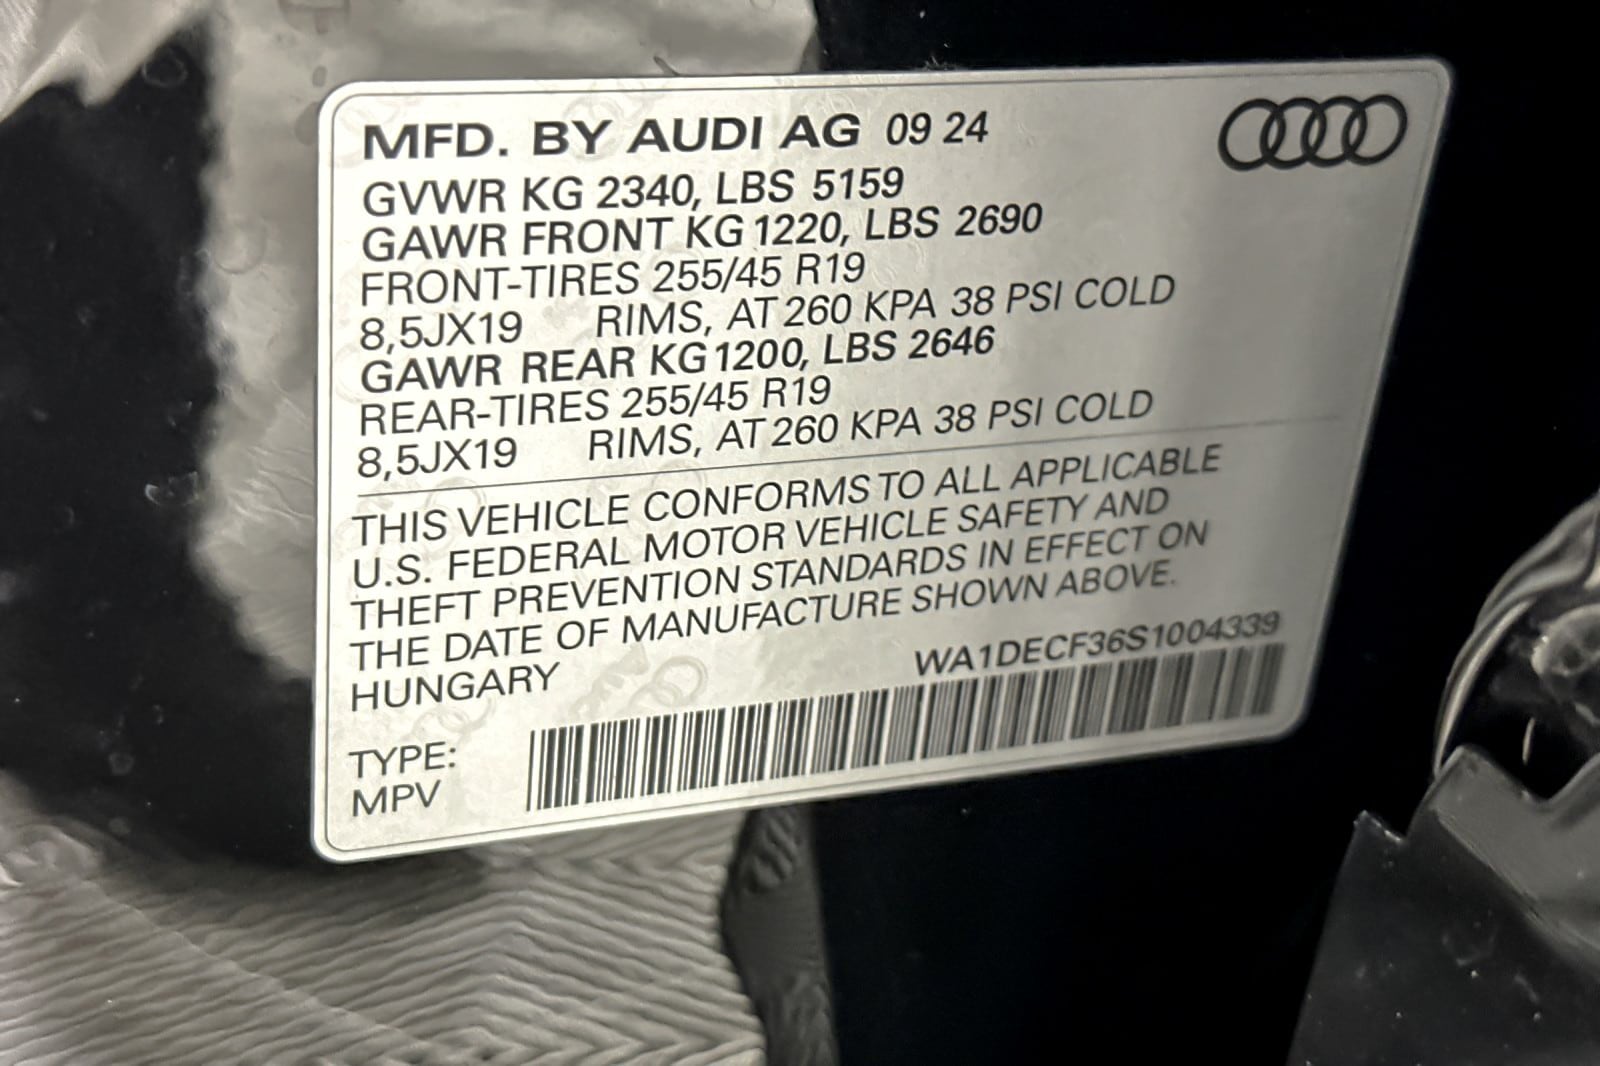 MFD. BY AUDI AG 09 24
GVWR KG 2340, LBS 5159
GAWR FRONT KG 1220, LBS 2690
FRONT-TIRES 255/45 R19
8,5JX19 RIMS, AT 260 KPA 38 PSI COLD
GAWR REAR KG 1200, LBS 2646
REAR-TIRES 255/45 R19
8,5JX19 RIMS, AT 260 KPA 38 PSI COLD
THIS VEHICLE CONFORMS TO ALL APPLICABLE
U.S. FEDERAL MOTOR VEHICLE SAFETY AND
THEFT PREVENTION STANDARDS IN EFFECT ON
THE DATE OF MANUFACTURE SHOWN ABOVE.
HUNGARY WA1DECF36S1004339
TYPE:
MPV